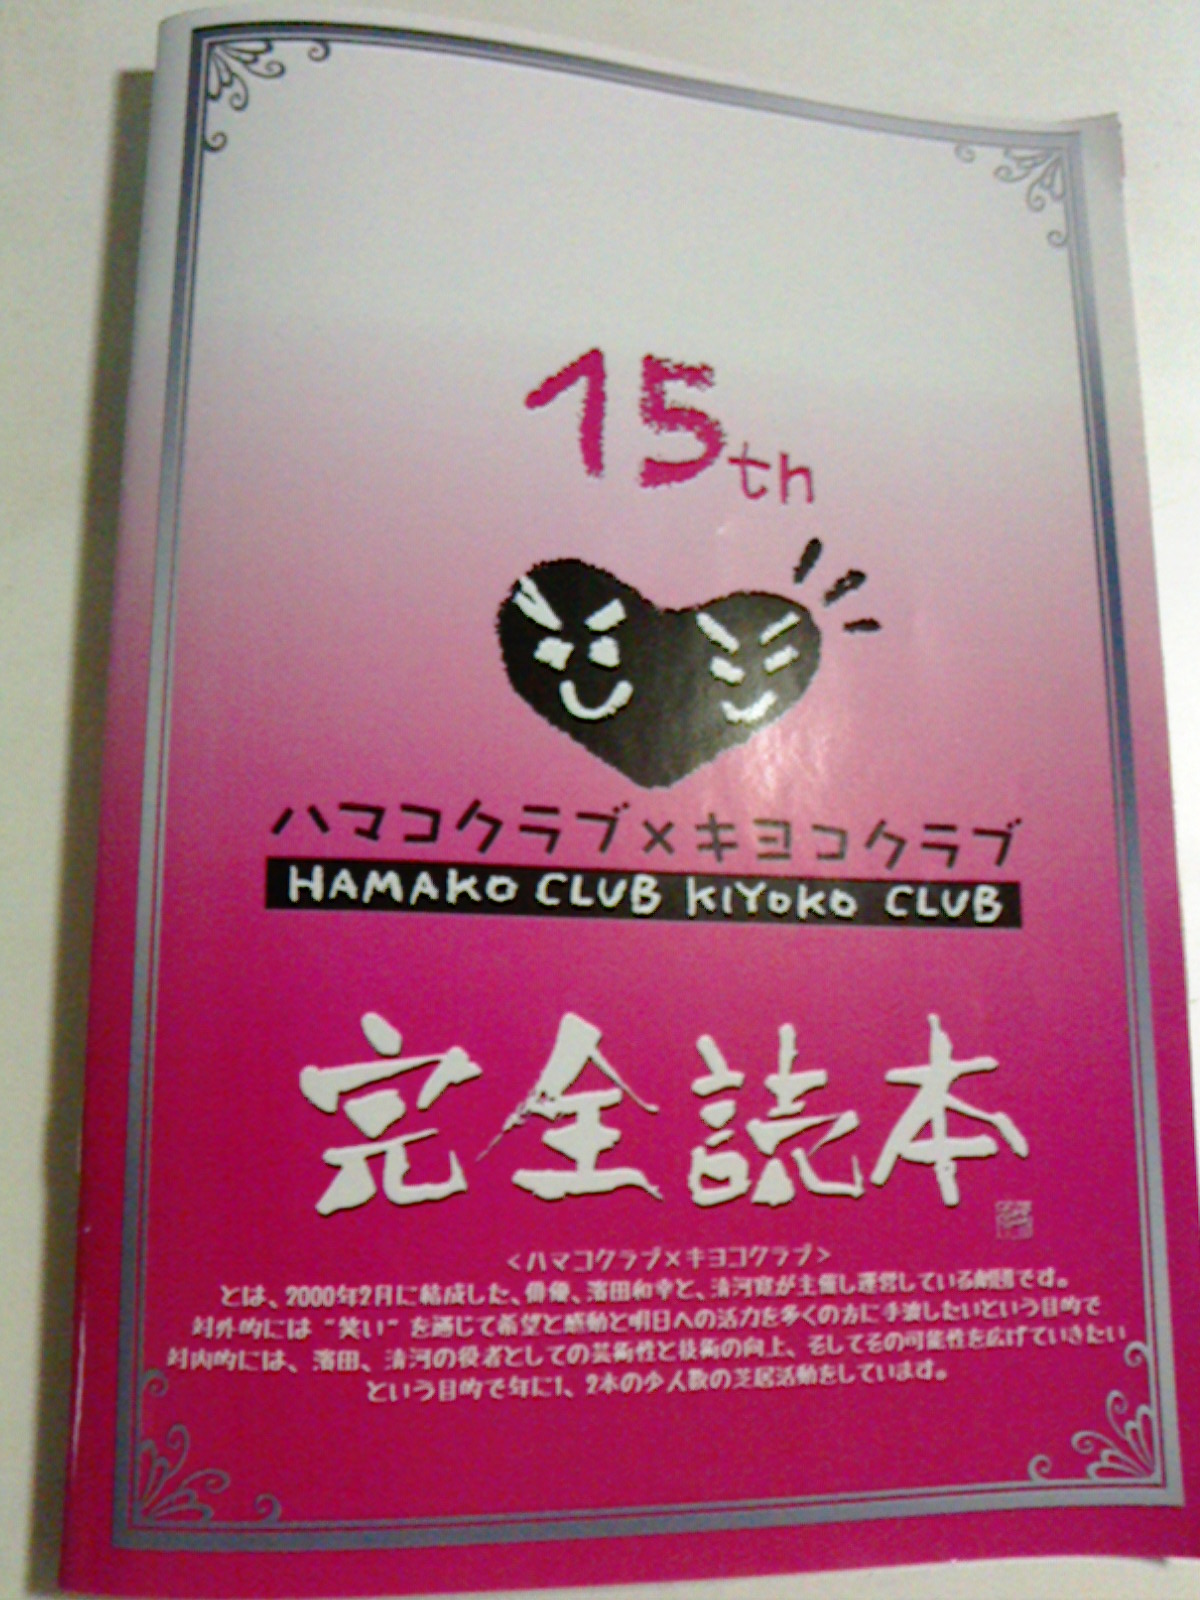 15th
ハマコクラブ×キヨコクラブ
HAMAKO CLUB KIYOKO CLUB
完全読本
<ハマコクラブ×キヨコクラブ>
とは、2000年2月に結成した、俳優、濱田和幸と、清河寛が主催し運営している劇団です。
対外的には"笑い"を通じて希望と感動と明日への活力を多くの方に手渡したいという目的で
対内的には、濱田、清河の役者としての芸術性と技術の向上、そしてその可能性を広げていきたい
という目的で年に1、2本の少人数の芝居活動をしています。